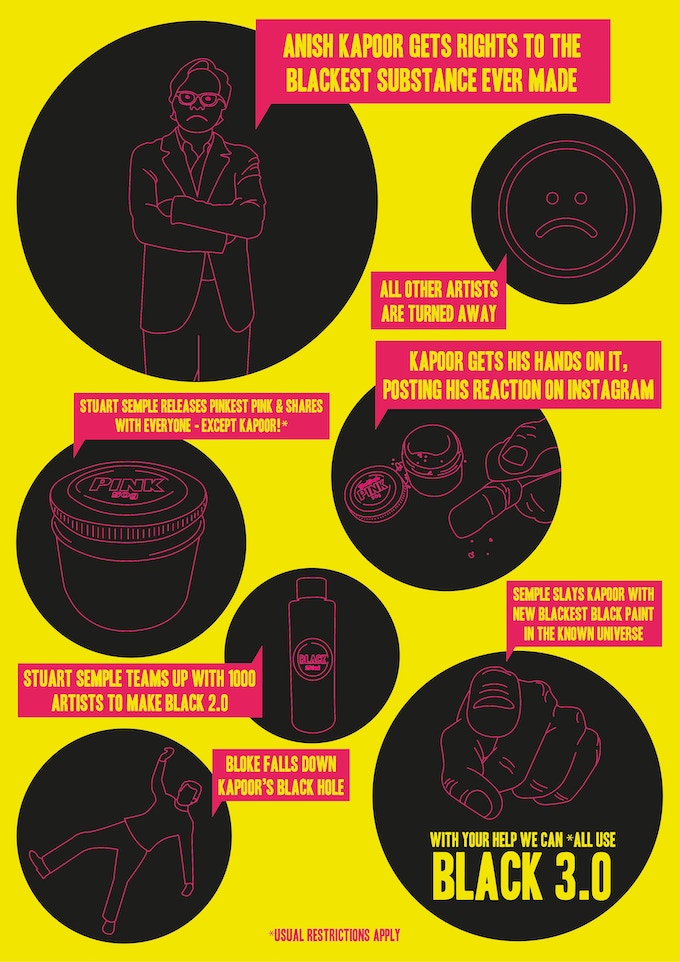 ANISH KAPOOR GETS RIGHTS TO THE
BLACKEST SUBSTANCE EVER MADE
ALL OTHER ARTISTS
ARE TURNED AWAY
STUART SEMPLE RELEASES PINKEST PINK & SHARES
WITH EVERYONE - EXCEPT KAPOOR!*
PINK
50g
KAPOOR GETS HIS HANDS ON IT,
POSTING HIS REACTION ON INSTAGRAM
PINK
STUART SEMPLE TEAMS UP WITH 1000
ARTISTS TO MAKE BLACK 2.0
BLACK
BLOKE FALLS DOWN
KAPOOR'S BLACK HOLE
SEMPLE SLAYS KAPOOR WITH
NEW BLACKEST BLACK PAINT
IN THE KNOWN UNIVERSE
WITH YOUR HELP WE CAN *ALL USE
BLACK 3.0
*USUAL RESTRICTIONS APPLY